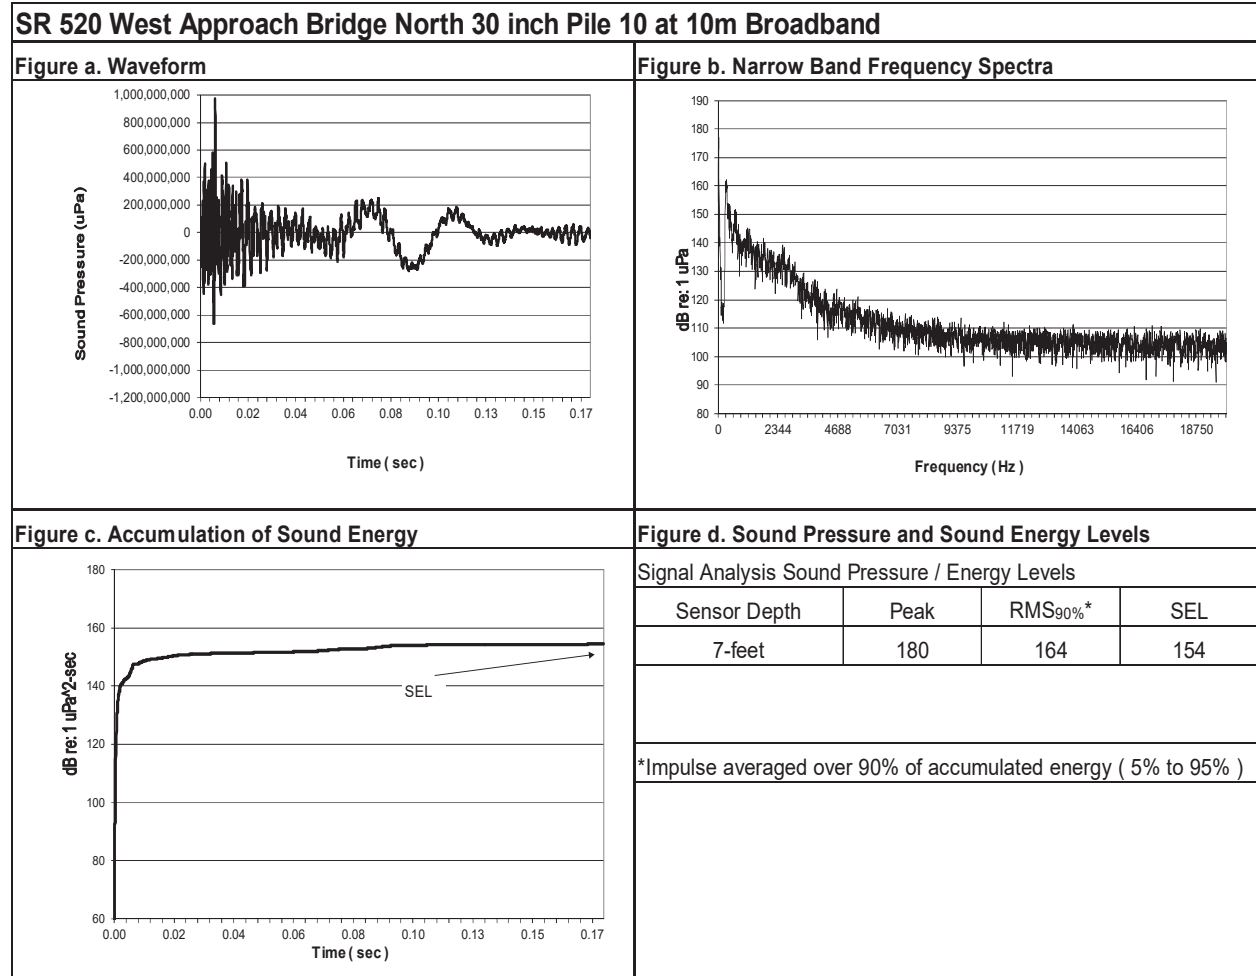 SR 520 West Approach Bridge North 30 inch Pile 10 at 10m Broadband
Figure a. Waveform
1,000,000,000
800,000,000
600,000,000
400,000,000
200,000,000
0
-200,000,000
-400,000,000
-600,000,000
-800,000,000
-1,000,000,000
-1,200,000,000
Sound Pressure (uPa)
0.00 0.02 0.04 0.06 0.08 0.10 0.13 0.15 0.17
Time ( sec )
Figure b. Narrow Band Frequency Spectra
190
180
170
160
150
140
130
120
110
100
90
80
dB re: 1 uPa
0 2344 4688 7031 9375 11719 14063 16406 18750
Frequency ( Hz )
Figure c. Accumulation of Sound Energy
180
160
140
120
100
80
60
dB re: 1 uPa^2-sec
SEL
0.00 0.02 0.04 0.06 0.08 0.10 0.13 0.15 0.17
Time ( sec )
Figure d. Sound Pressure and Sound Energy Levels
Signal Analysis Sound Pressure / Energy Levels
Sensor Depth Peak RMS90%* SEL
7-feet 180 164 154
*Impulse averaged over 90% of accumulated energy ( 5% to 95% )